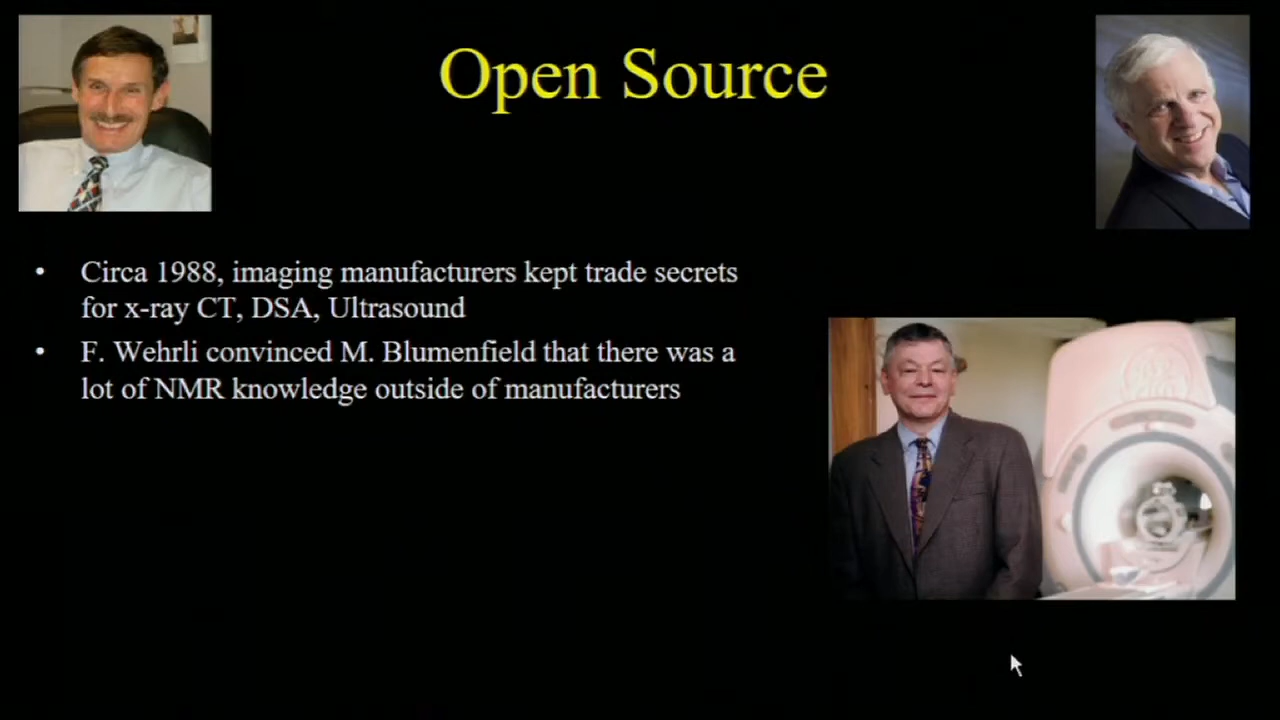 Open Source
• Circa 1988, imaging manufacturers kept trade secrets
for x-ray CT, DSA, Ultrasound
• F. Wehrli convinced M. Blumenfield that there was a
lot of NMR knowledge outside of manufacturers